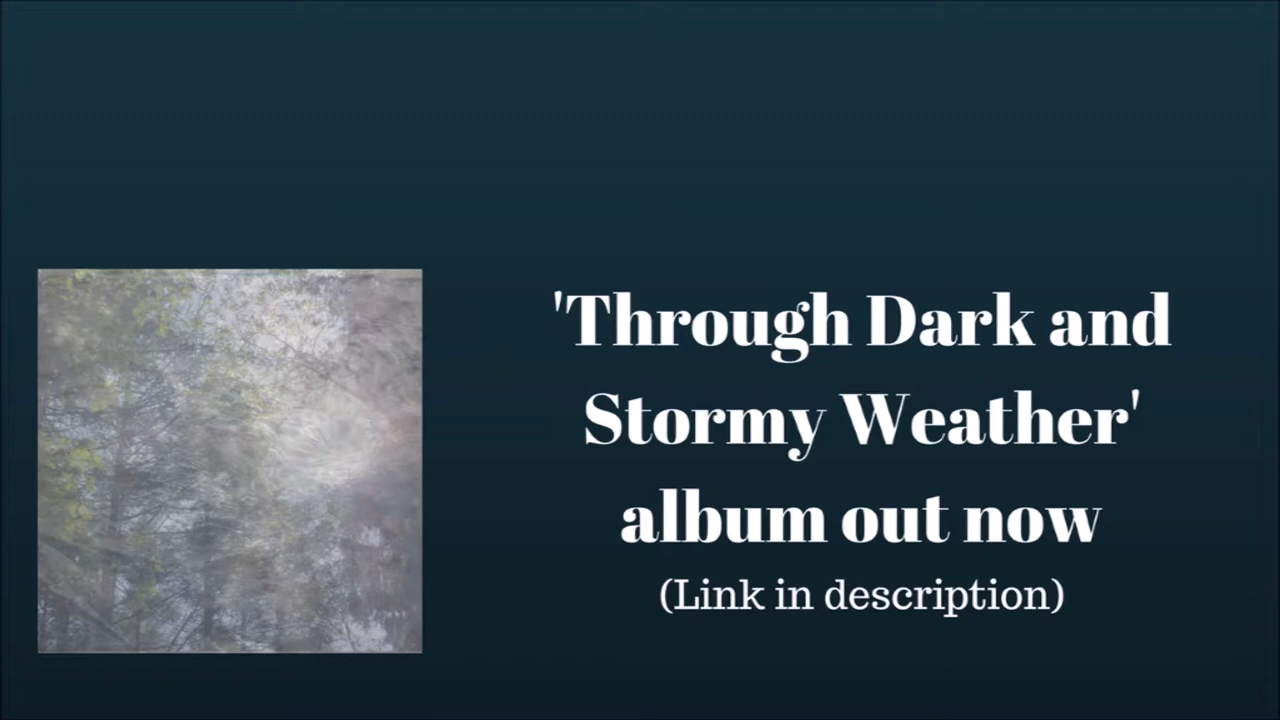 'Through Dark and
Stormy Weather'
album out now
(Link in description)